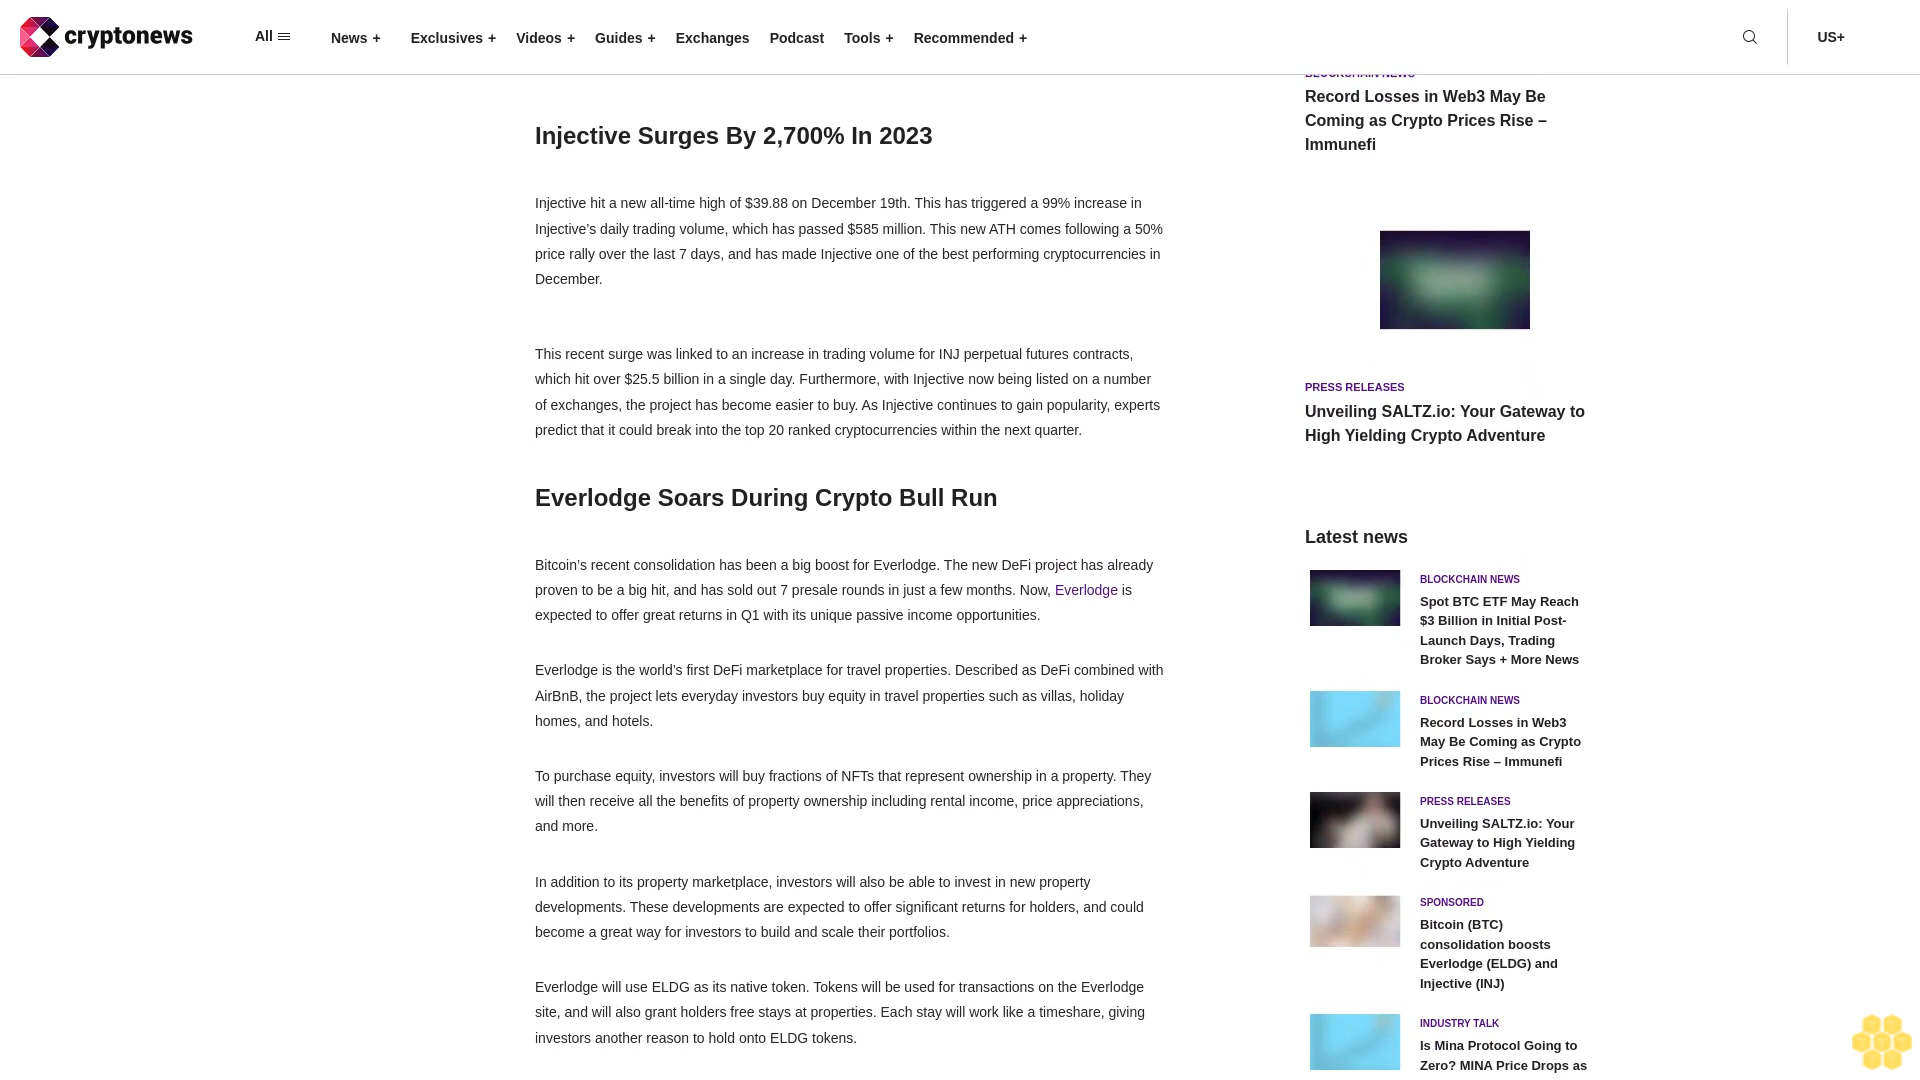 cryptonews
All
News +
Exclusives +
Videos +
Guides +
Exchanges
Podcast
Tools +
Recommended +
US+
Injective Surges By 2,700% In 2023
Injective hit a new all-time high of $39.88 on December 19th. This has triggered a 99% increase in
Injective’s daily trading volume, which has passed $585 million. This new ATH comes following a 50%
price rally over the last 7 days, and has made Injective one of the best performing cryptocurrencies in
December.
This recent surge was linked to an increase in trading volume for INJ perpetual futures contracts,
which hit over $25.5 billion in a single day. Furthermore, with Injective now being listed on a number
of exchanges, the project has become easier to buy. As Injective continues to gain popularity, experts
predict that it could break into the top 20 ranked cryptocurrencies within the next quarter.
Everlodge Soars During Crypto Bull Run
Bitcoin’s recent consolidation has been a big boost for Everlodge. The new DeFi project has already
proven to be a big hit, and has sold out 7 presale rounds in just a few months. Now, Everlodge is
expected to offer great returns in Q1 with its unique passive income opportunities.
Everlodge is the world’s first DeFi marketplace for travel properties. Described as DeFi combined with
AirBnB, the project lets everyday investors buy equity in travel properties such as villas, holiday
homes, and hotels.
To purchase equity, investors will buy fractions of NFTs that represent ownership in a property. They
will then receive all the benefits of property ownership including rental income, price appreciations,
and more.
In addition to its property marketplace, investors will also be able to invest in new property
developments. These developments are expected to offer significant returns for holders, and could
become a great way for investors to build and scale their portfolios.
Everlodge will use ELDG as its native token. Tokens will be used for transactions on the Everlodge
site, and will also grant holders free stays at properties. Each stay will work like a timeshare, giving
investors another reason to hold onto ELDG tokens.
BLOCKCHAIN NEWS
Record Losses in Web3 May Be
Coming as Crypto Prices Rise –
Immunefi
PRESS RELEASES
Unveiling SALTZ.io: Your Gateway to
High Yielding Crypto Adventure
Latest news
BLOCKCHAIN NEWS
Spot BTC ETF May Reach
$3 Billion in Initial Post-
Launch Days, Trading
Broker Says + More News
BLOCKCHAIN NEWS
Record Losses in Web3
May Be Coming as Crypto
Prices Rise – Immunefi
PRESS RELEASES
Unveiling SALTZ.io: Your
Gateway to High Yielding
Crypto Adventure
SPONSORED
Bitcoin (BTC)
consolidation boosts
Everlodge (ELDG) and
Injective (INJ)
INDUSTRY TALK
Is Mina Protocol Going to
Zero? MINA Price Drops as